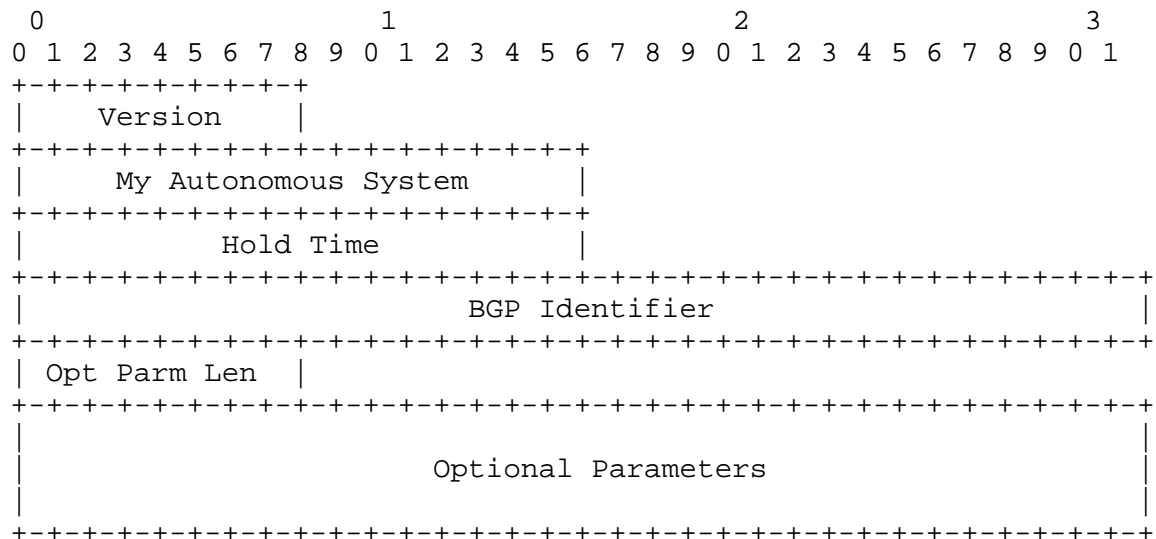 0                   1                   2                   3
0 1 2 3 4 5 6 7 8 9 0 1 2 3 4 5 6 7 8 9 0 1 2 3 4 5 6 7 8 9 0 1
+-+-+-+-+-+-+-+-+
|    Version    |
+-+-+-+-+-+-+-+-+-+-+-+-+-+-+-+-+
|     My Autonomous System      |
+-+-+-+-+-+-+-+-+-+-+-+-+-+-+-+-+
|           Hold Time           |
+-+-+-+-+-+-+-+-+-+-+-+-+-+-+-+-+-+-+-+-+-+-+-+-+-+-+-+-+-+-+-+-+
|                         BGP Identifier                        |
+-+-+-+-+-+-+-+-+-+-+-+-+-+-+-+-+-+-+-+-+-+-+-+-+-+-+-+-+-+-+-+-+
| Opt Parm Len  |
+-+-+-+-+-+-+-+-+-+-+-+-+-+-+-+-+-+-+-+-+-+-+-+-+-+-+-+-+-+-+-+-+
|                                                               |
|                       Optional Parameters                     |
|                                                               |
+-+-+-+-+-+-+-+-+-+-+-+-+-+-+-+-+-+-+-+-+-+-+-+-+-+-+-+-+-+-+-+-+